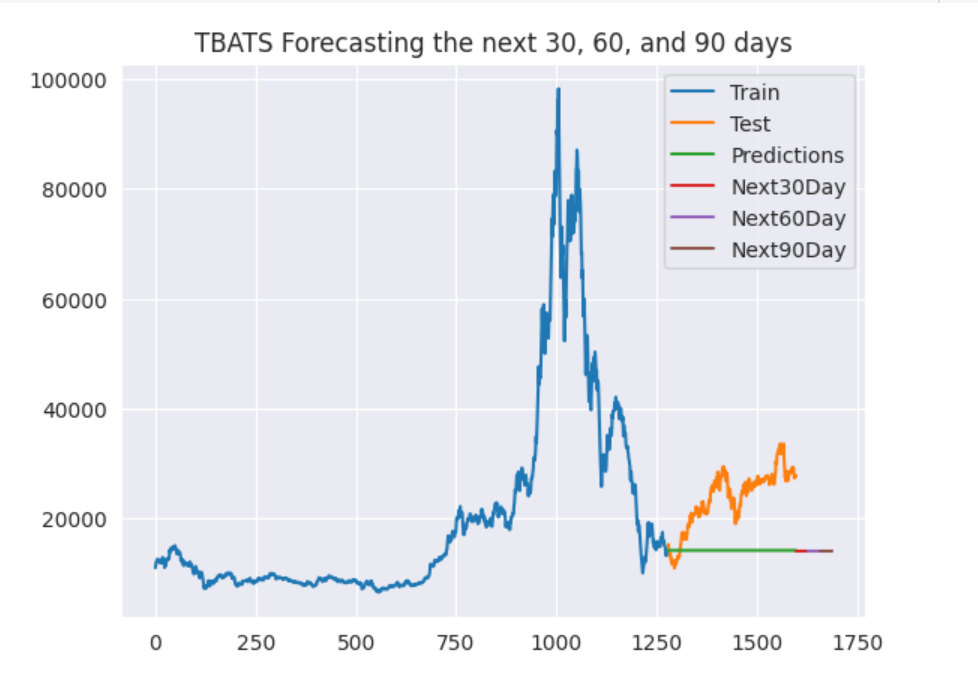 TBATS Forecasting the next 30, 60, and 90 days
100000
80000
60000
40000
20000
Train
Test
Predictions
Next30Day
Next60Day
Next90Day
0 250 500 750 1000 1250 1500 1750